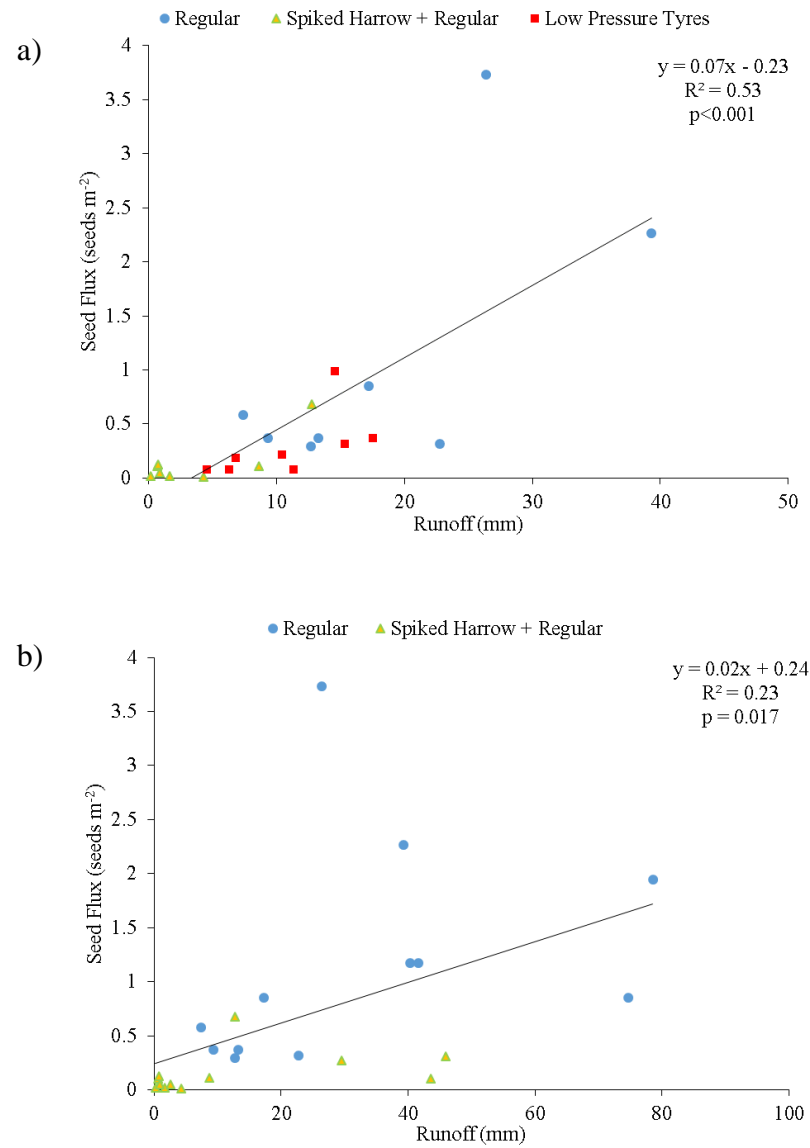 Regular Spiked Harrow + Regular Low Pressure Tyres
a)
y = 0.07x - 0.23
R² = 0.53
p<0.001
Seed Flux (seeds m⁻²)
4
3.5
3
2.5
2
1.5
1
0.5
0
0 10 20 30 40 50
Runoff (mm)
Regular Spiked Harrow + Regular
b)
y = 0.02x + 0.24
R² = 0.23
p = 0.017
Seed Flux (seeds m⁻²)
4
3.5
3
2.5
2
1.5
1
0.5
0
0 20 40 60 80 100
Runoff (mm)